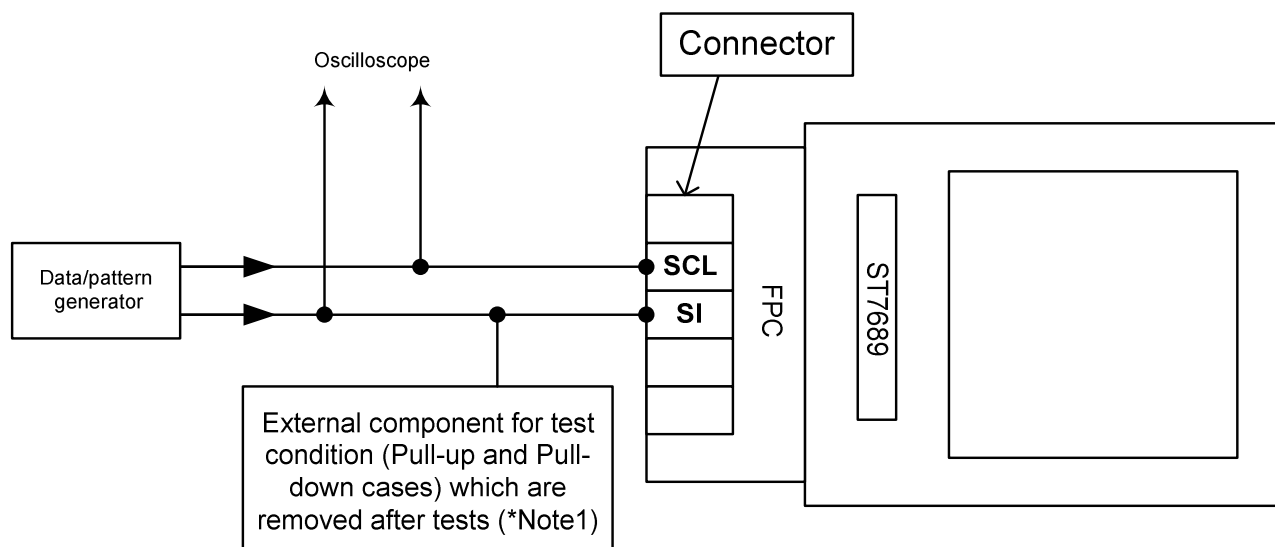 Oscilloscope
Connector
Data/pattern
generator
SCL
SI
FPC
ST7689
External component for test
condition (Pull-up and Pull-
down cases) which are
removed after tests (*Note1)